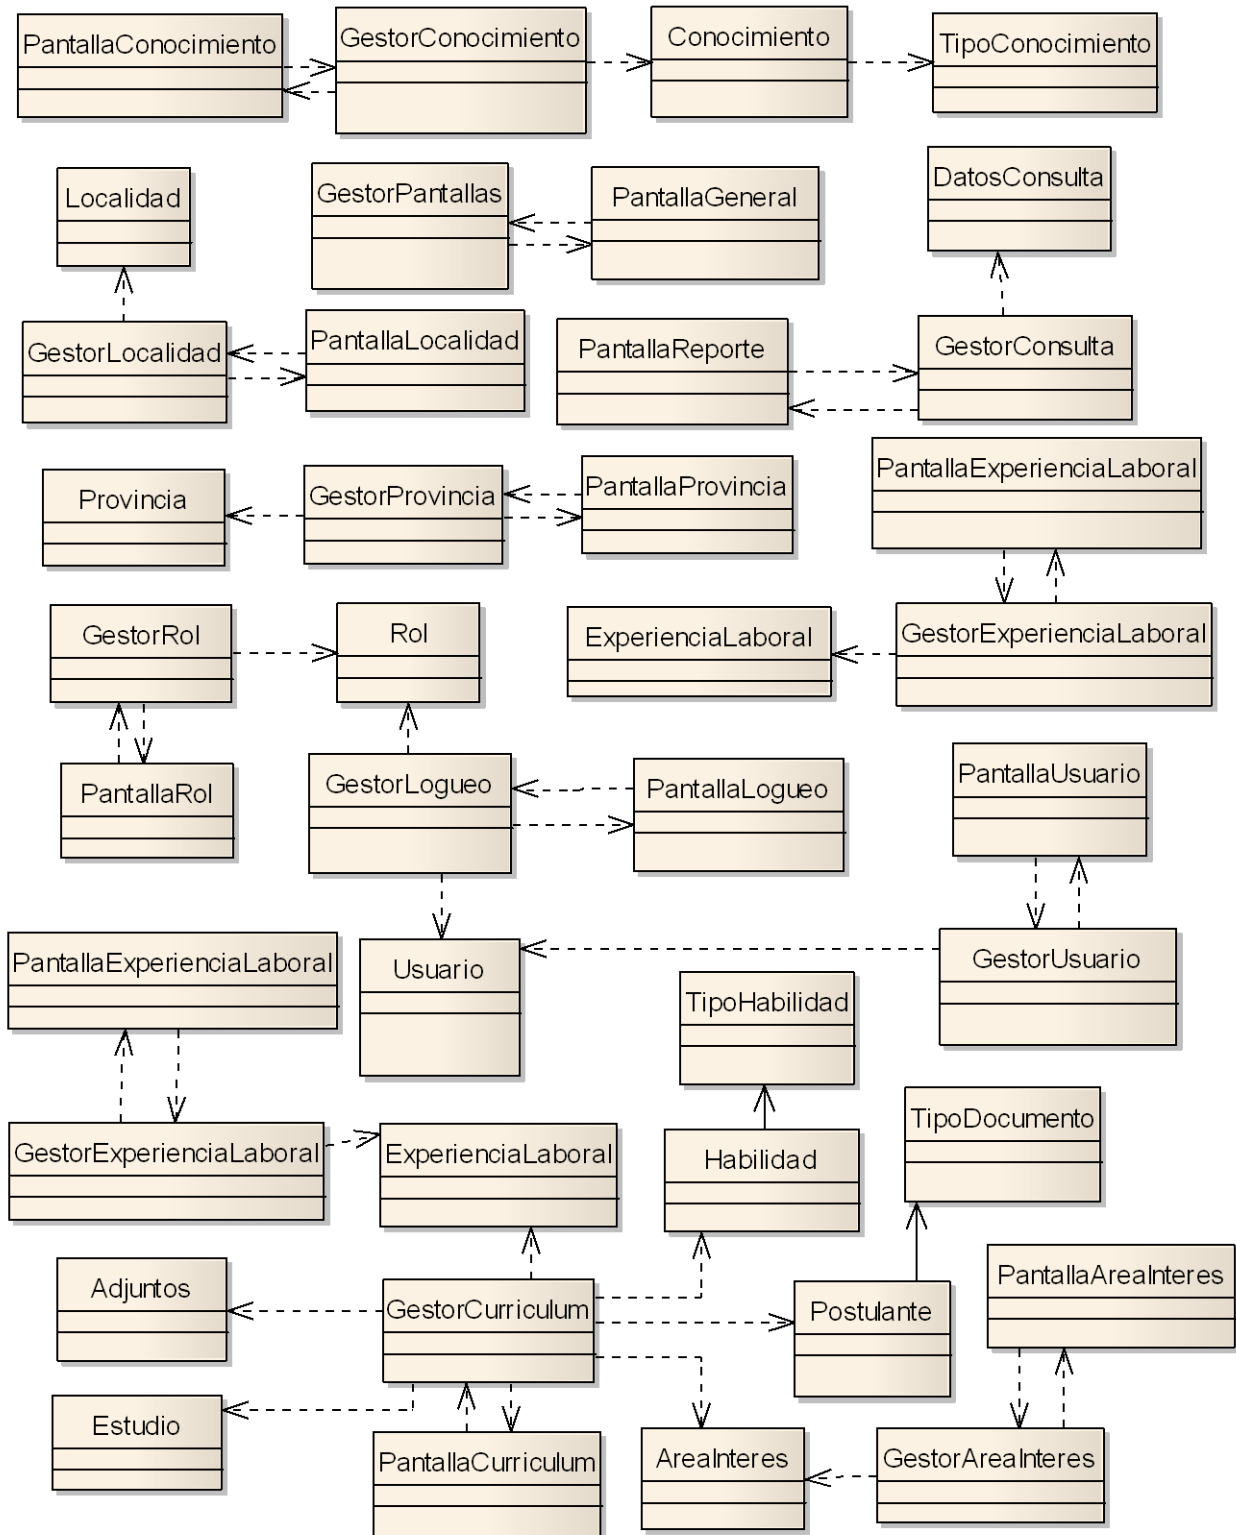 PantallaConocimiento
GestorConocimiento
Conocimiento
TipoConocimiento
Localidad
GestorPantallas
PantallaGeneral
DatosConsulta
GestorLocalidad
PantallaLocalidad
PantallaReporte
GestorConsulta
Provincia
GestorProvincia
PantallaProvincia
PantallaExperienciaLaboral
GestorRol
Rol
ExperienciaLaboral
GestorExperienciaLaboral
PantallaRol
GestorLogueo
PantallaLogueo
PantallaUsuario
PantallaExperienciaLaboral
Usuario
TipoHabilidad
GestorUsuario
GestorExperienciaLaboral
ExperienciaLaboral
Habilidad
TipoDocumento
Adjuntos
GestorCurriculum
Postulante
PantallaAreaInteres
Estudio
PantallaCurriculum
AreaInteres
GestorAreaInteres